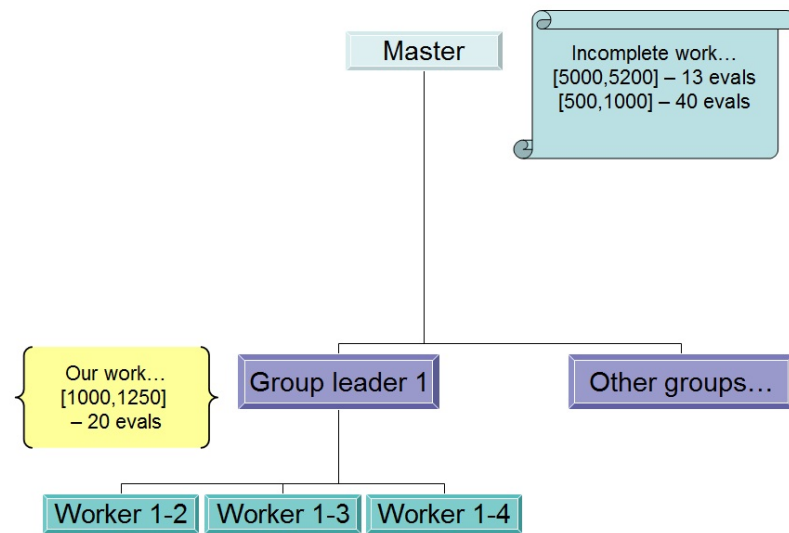 Master
Incomplete work…
[5000,5200] – 13 evals
[500,1000] – 40 evals
Our work…
[1000,1250]
– 20 evals
Group leader 1
Other groups…
Worker 1-2
Worker 1-3
Worker 1-4